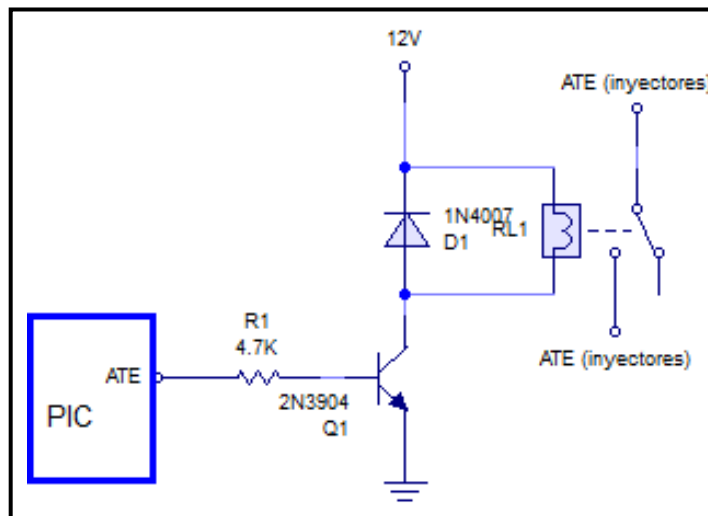 12V
ATE (inyectores)
1N4007
D1
RL1
R1
4.7K
ATE
PIC
2N3904
Q1
ATE (inyectores)